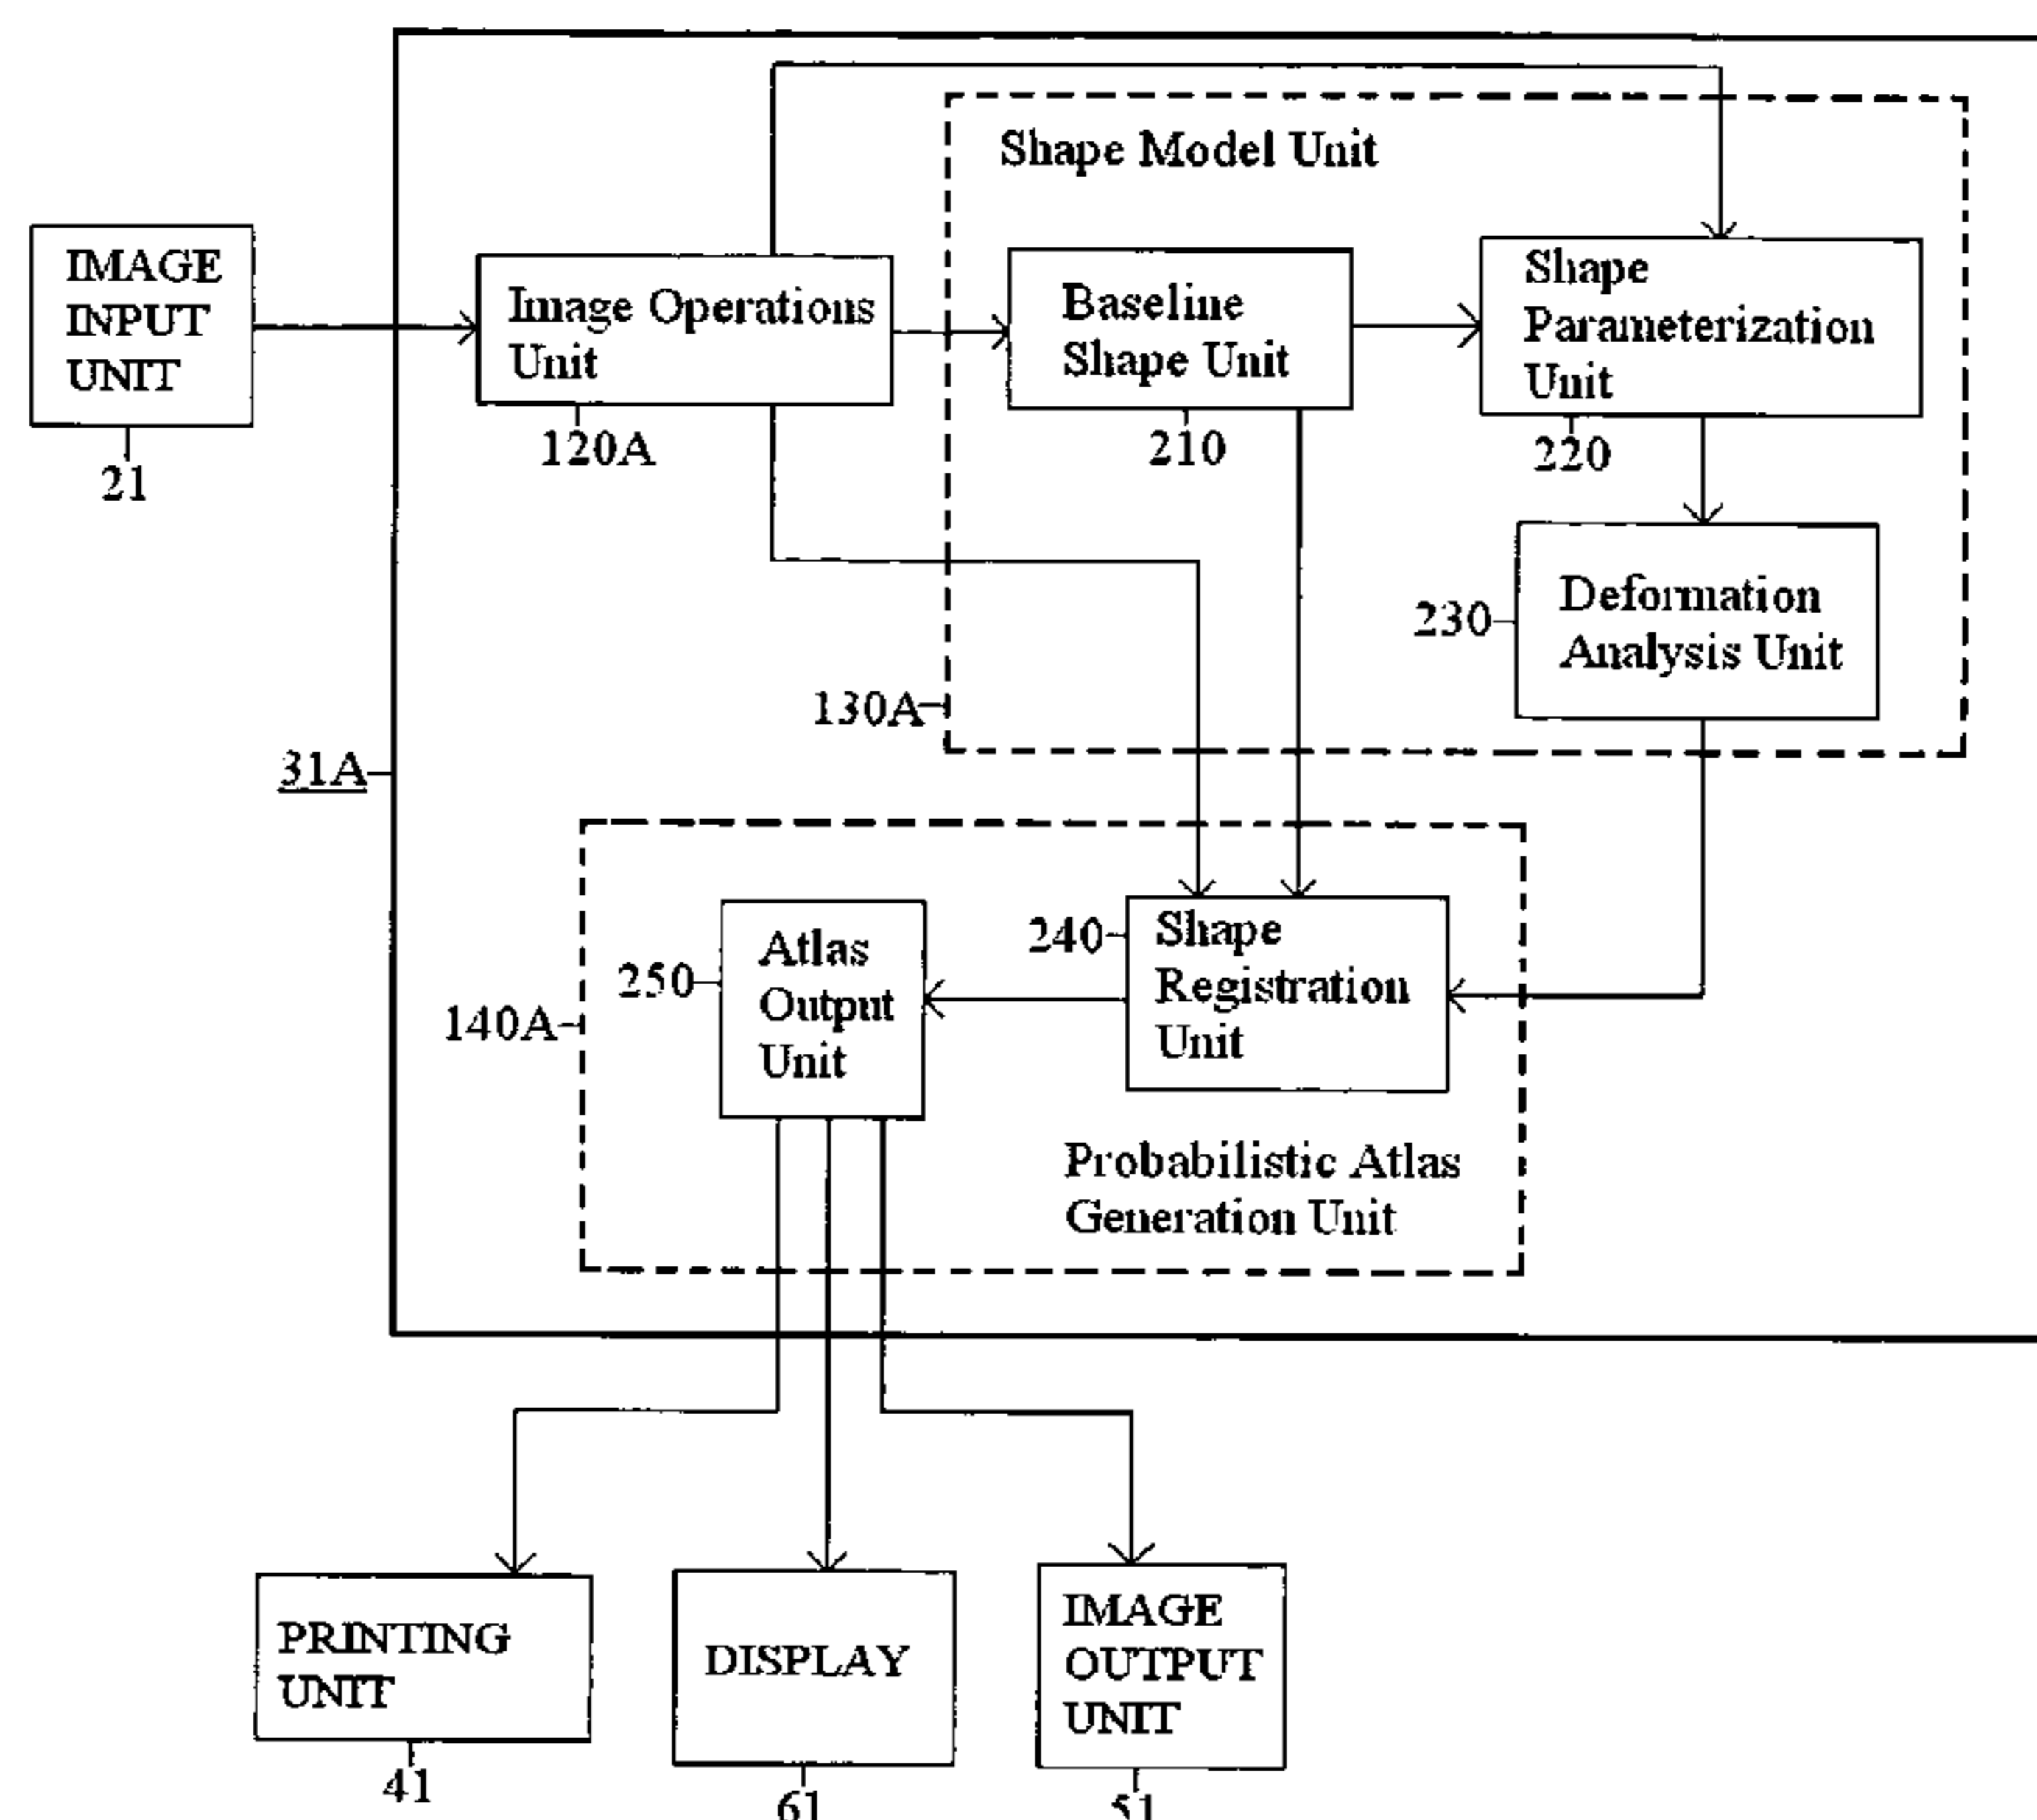 Shape Model Unit
IMAGE
INPUT
UNIT
21
Image Operations
Unit
120A
Baseline
Shape Unit
210
Shape
Parameterization
Unit
220
Deformation
Analysis Unit
230
130A
31A
240
Shape
Registration
Unit
250
Atlas
Output
Unit
140A
Probabilistic Atlas
Generation Unit
PRINTING
UNIT
41
DISPLAY
61
IMAGE
OUTPUT
UNIT
51